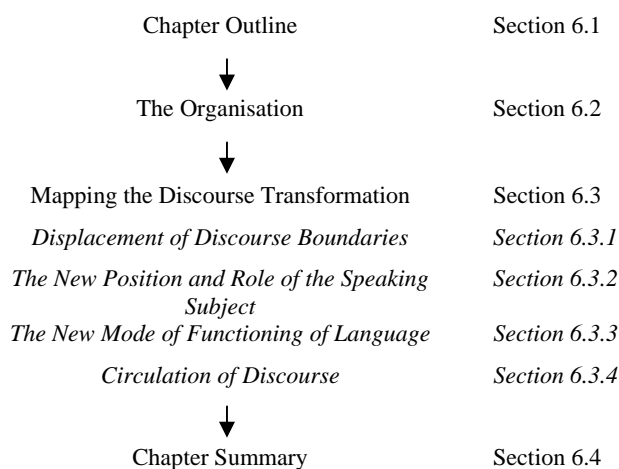 Chapter Outline Section 6.1
The Organisation Section 6.2
Mapping the Discourse Transformation Section 6.3
Displacement of Discourse Boundaries Section 6.3.1
The New Position and Role of the Speaking Section 6.3.2
Subject
The New Mode of Functioning of Language Section 6.3.3
Circulation of Discourse Section 6.3.4
Chapter Summary Section 6.4